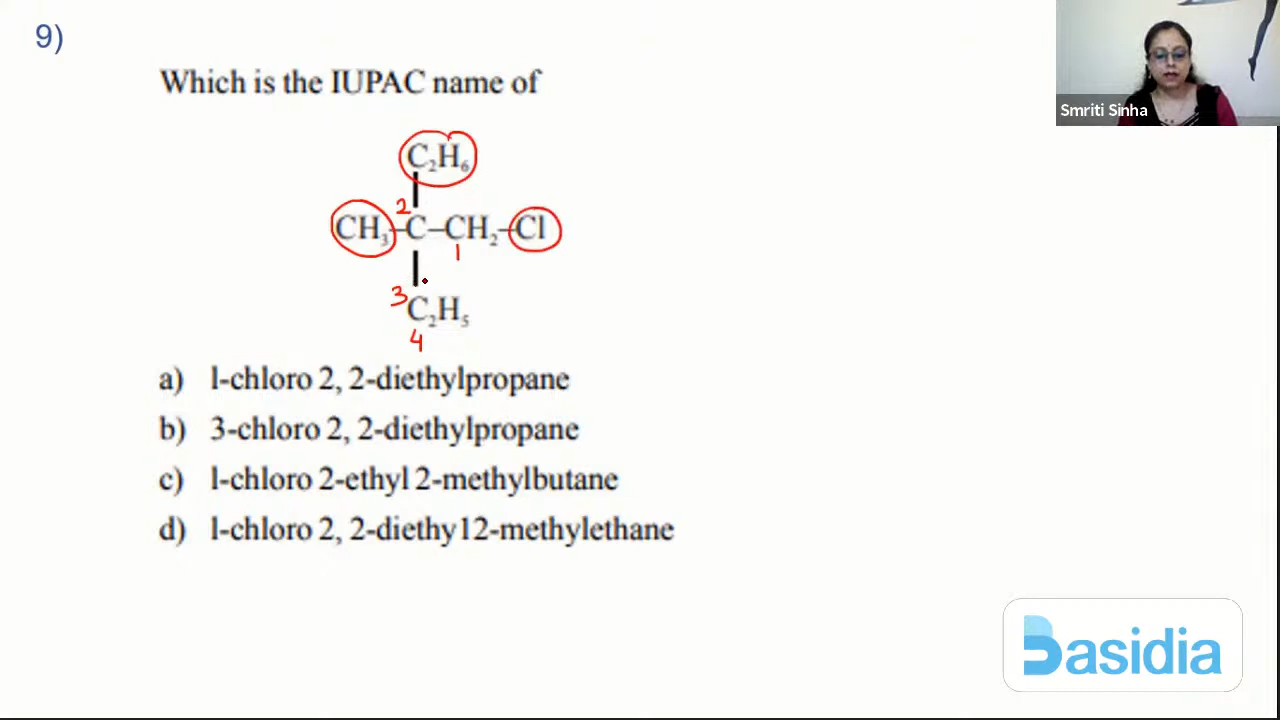 9)
Smriti Sinha
Which is the IUPAC name of
C₂H₆
2
CH₃–C–CH₂–Cl
1
3
C₂H₅
4
a) l-chloro 2, 2-diethylpropane
b) 3-chloro 2, 2-diethylpropane
c) l-chloro 2-ethyl 2-methylbutane
d) l-chloro 2, 2-diethy12-methylethane
Basidia